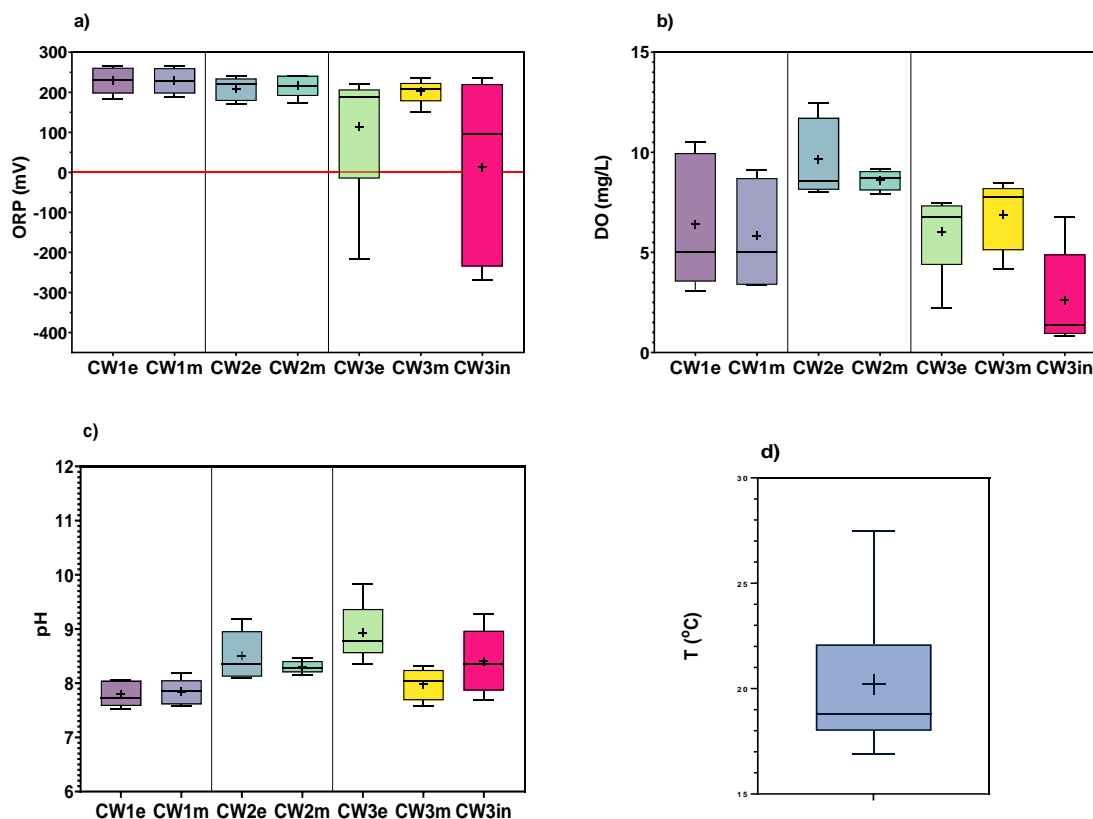 a)
300
200
100
0
-100
-200
-300
-400
ORP (mV)
CW1e CW1m CW2e CW2m CW3e CW3m CW3in
b)
15
10
5
0
DO (mg/L)
CW1e CW1m CW2e CW2m CW3e CW3m CW3in
c)
12
11
10
9
8
7
6
pH
CW1e CW1m CW2e CW2m CW3e CW3m CW3in
d)
30
25
20
15
T (°C)